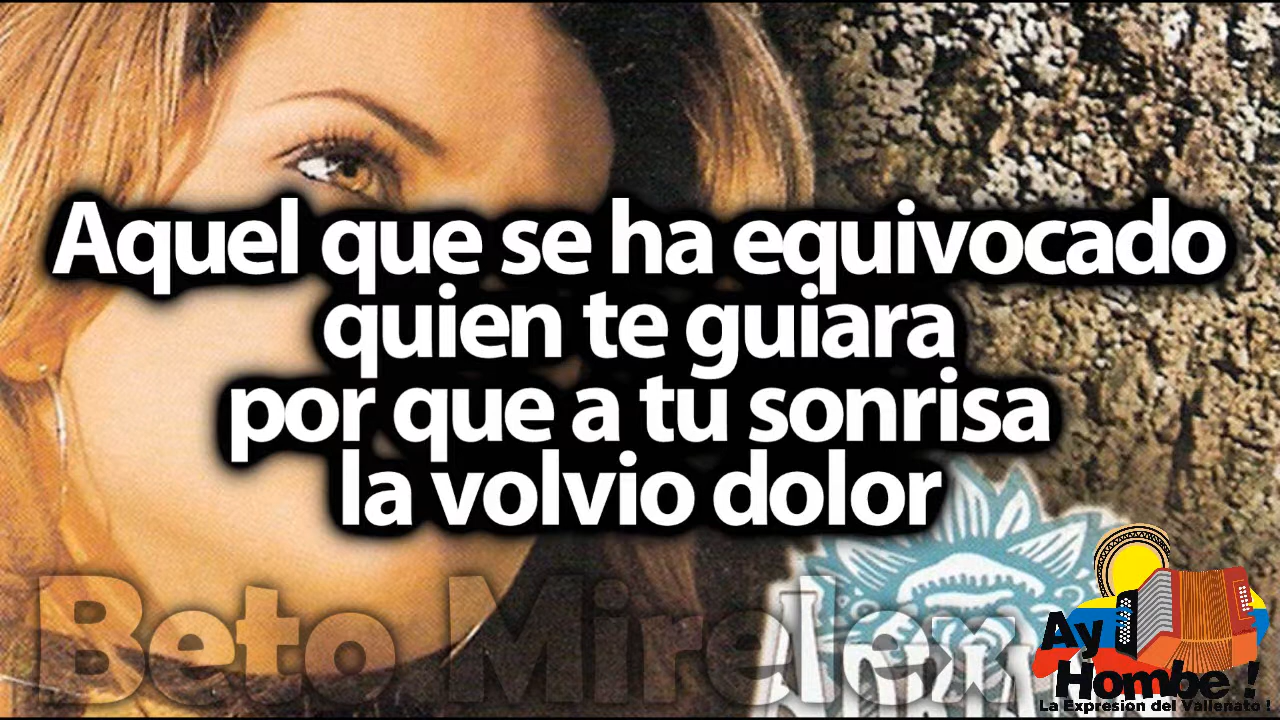 Aquel que se ha equivocado
quien te guiara
por que a tu sonrisa
la volvio dolor
Beto Mirelex
Ay
Hombe !
La Expresion del Vallenato !